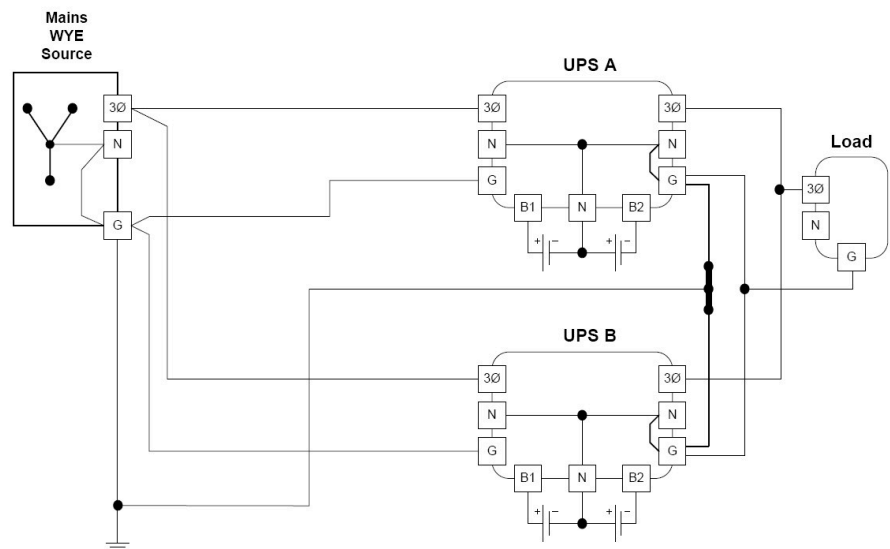 Mains
WYE
Source
3Ø
N
G
UPS A
3Ø
N
G
3Ø
N
G
B1
N
B2
+ −
+ −
Load
3Ø
N
G
UPS B
3Ø
N
G
3Ø
N
G
B1
N
B2
+ −
+ −